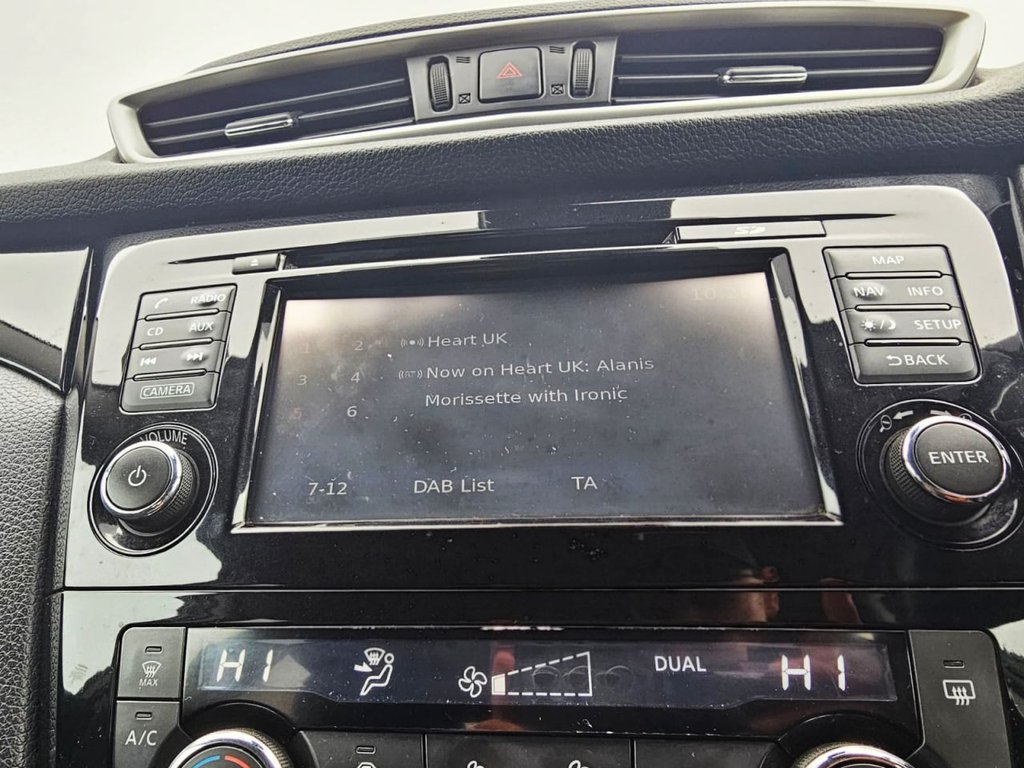 SD
MAP
RADIO
NAV INFO
CD AUX
SETUP
BACK
CAMERA
VOLUME
ENTER
2 Heart UK
3 4 Now on Heart UK: Alanis
Morissette with Ironic
5 6
7-12 DAB List TA
HI DUAL HI
MAX
A/C